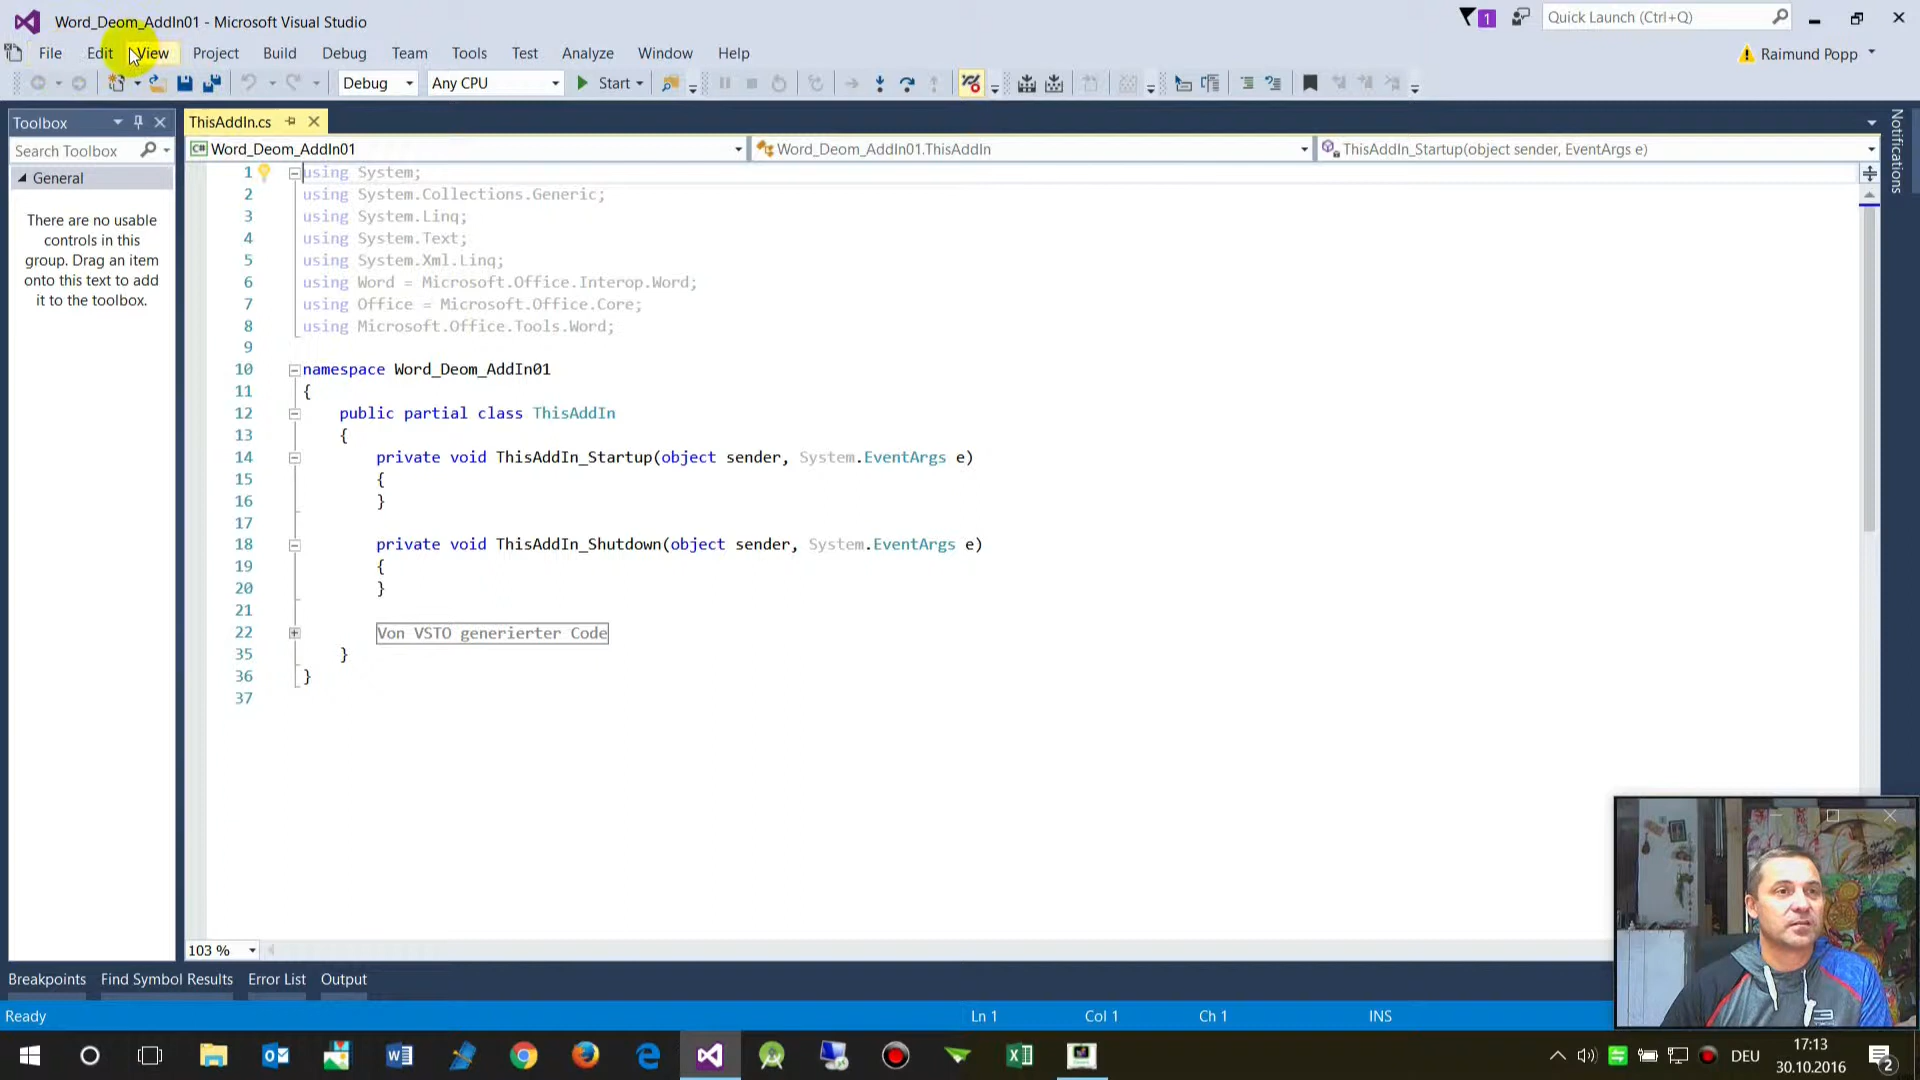 Word_Deom_AddIn01 - Microsoft Visual Studio
1
Quick Launch (Ctrl+Q)
File Edit View Project Build Debug Team Tools Test Analyze Window Help
Raimund Popp
Debug Any CPU Start
Toolbox
ThisAddIn.cs
Search Toolbox
Word_Deom_AddIn01
Word_Deom_AddIn01.ThisAddIn
ThisAddIn_Startup(object sender, EventArgs e)
Notifications
General
There are no usable
controls in this
group. Drag an item
onto this text to add
it to the toolbox.
1 using System;
2 using System.Collections.Generic;
3 using System.Linq;
4 using System.Text;
5 using System.Xml.Linq;
6 using Word = Microsoft.Office.Interop.Word;
7 using Office = Microsoft.Office.Core;
8 using Microsoft.Office.Tools.Word;
9
10 namespace Word_Deom_AddIn01
11 {
12 public partial class ThisAddIn
13 {
14 private void ThisAddIn_Startup(object sender, System.EventArgs e)
15 {
16 }
17
18 private void ThisAddIn_Shutdown(object sender, System.EventArgs e)
19 {
20 }
21
22 Von VSTO generierter Code
35 }
36 }
37
103 %
Breakpoints Find Symbol Results Error List Output
Ready Ln 1 Col 1 Ch 1 INS
DEU
17:13
30.10.2016
2